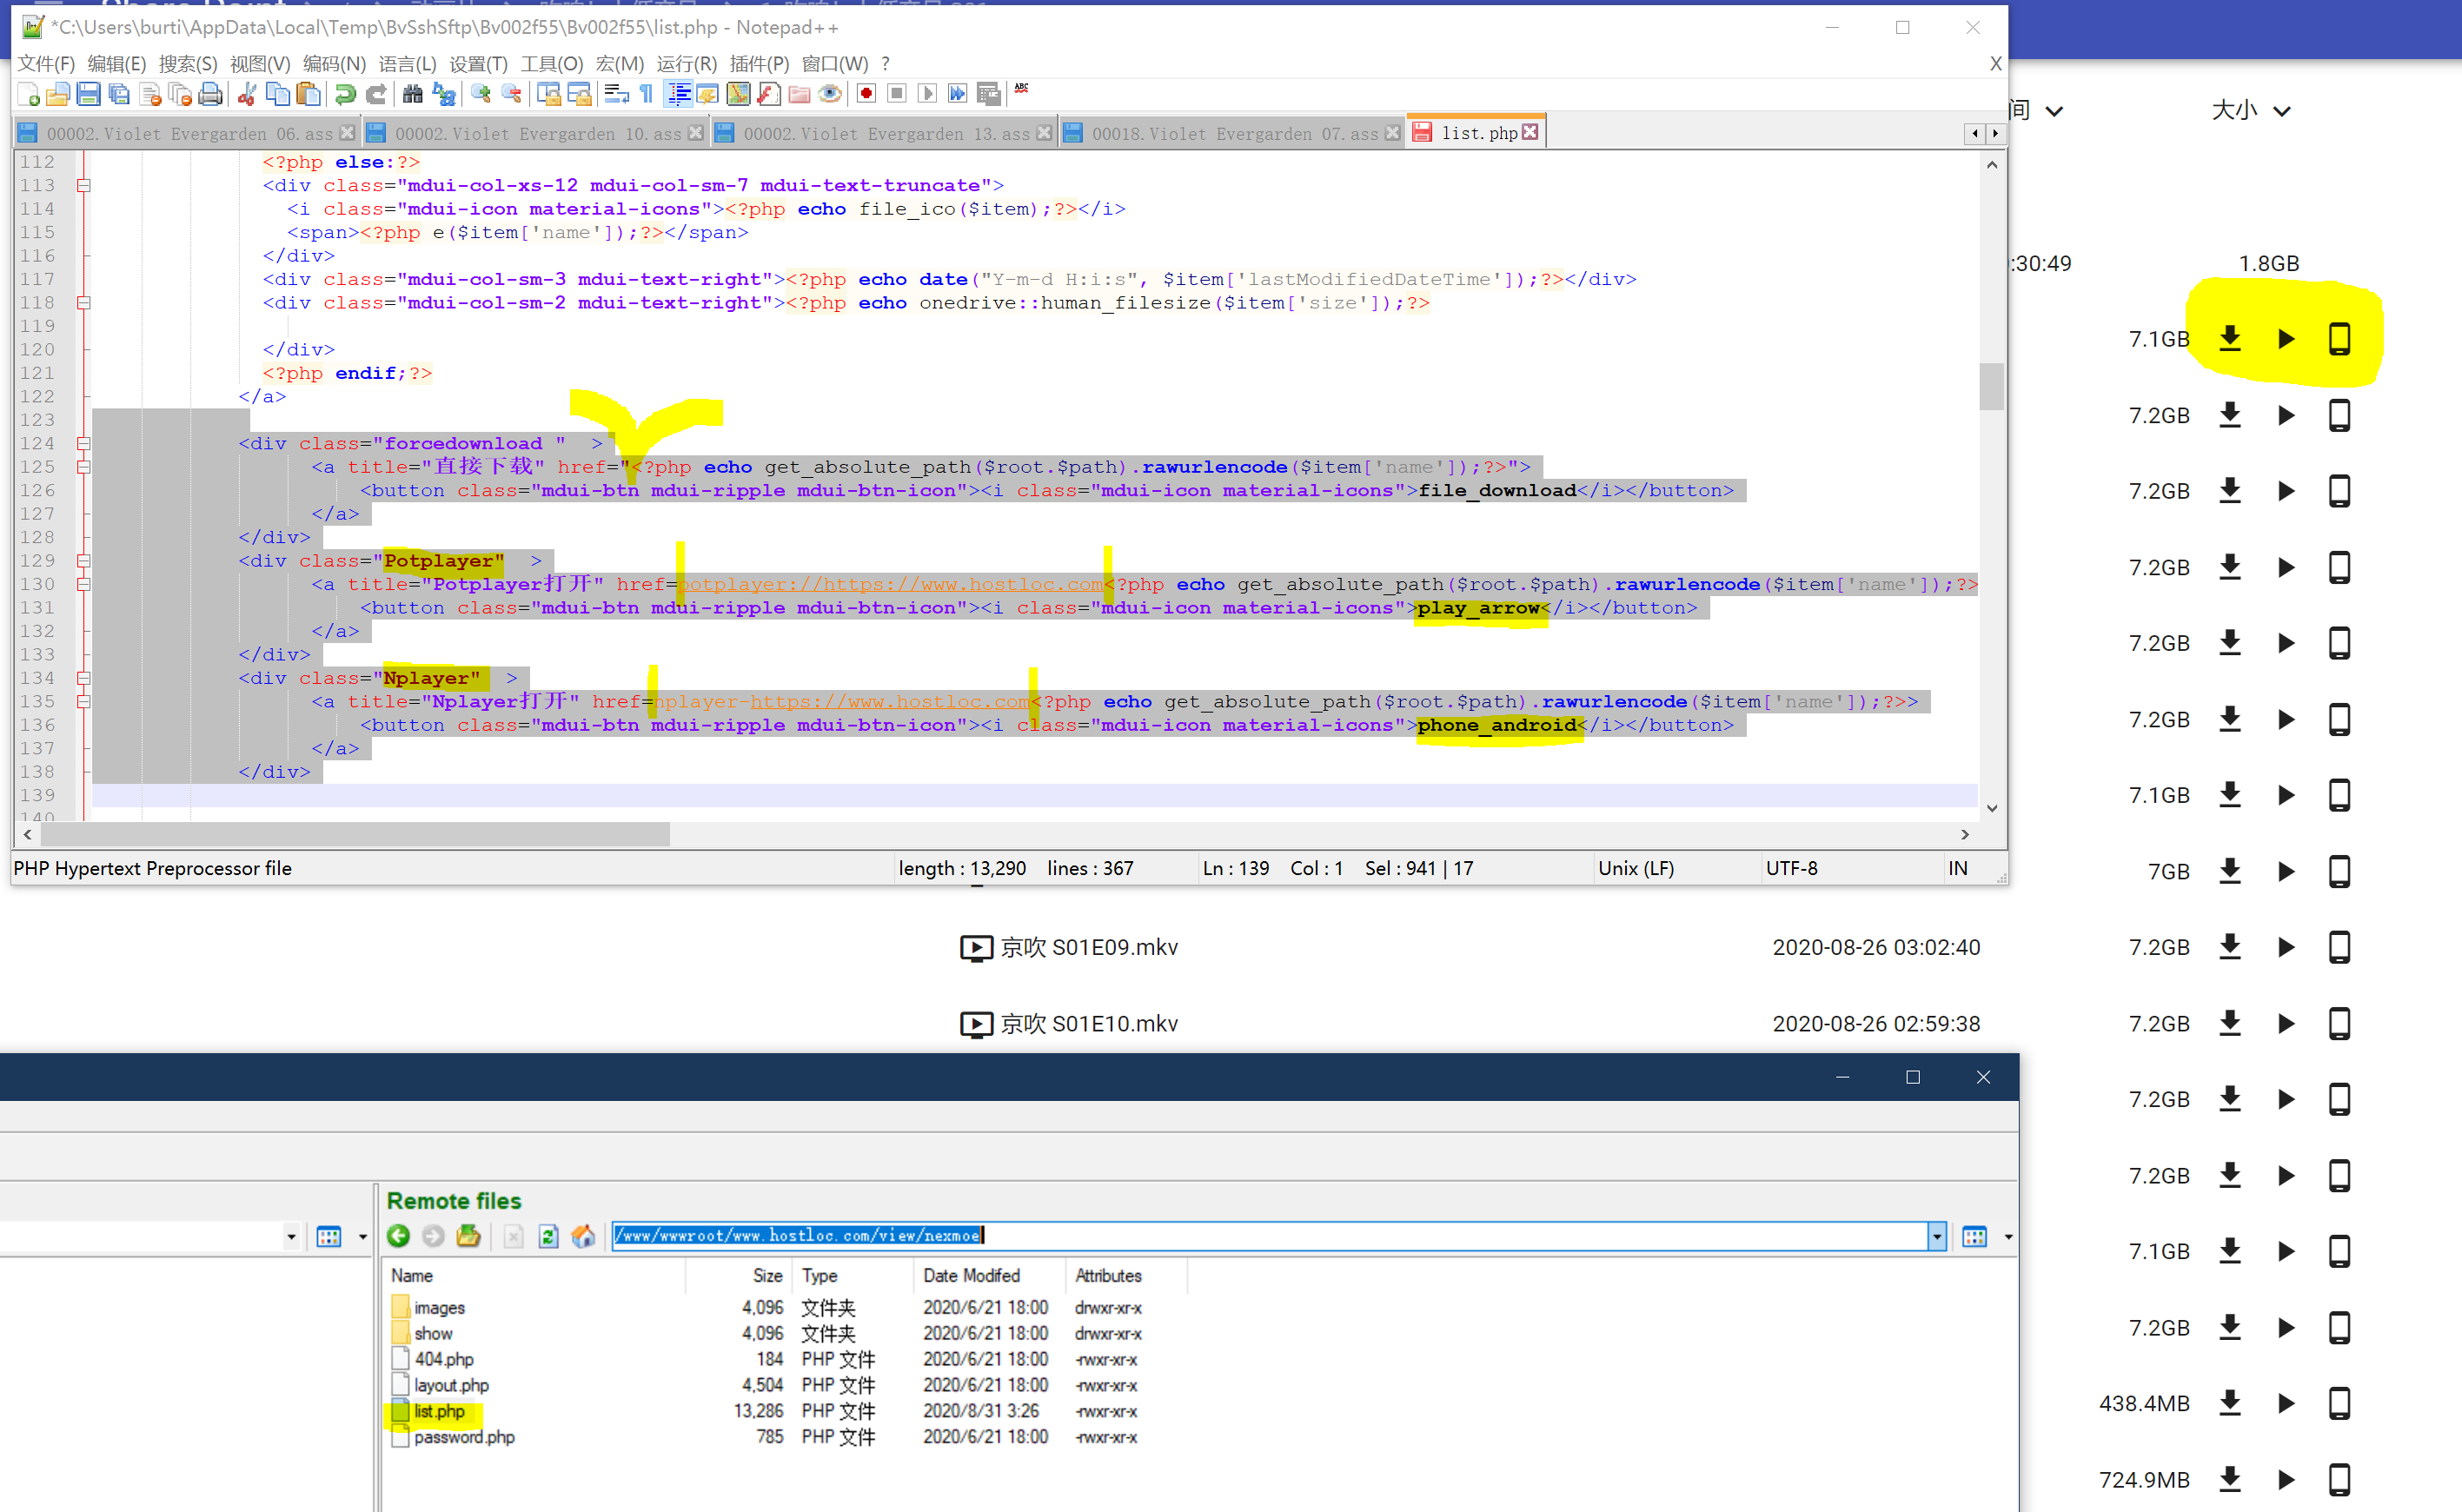 *C:\Users\burti\AppData\Local\Temp\BvSshSftp\Bv002f55\Bv002f55\list.php - Notepad++
文件(F) 编辑(E) 搜索(S) 视图(V) 编码(N) 语言(L) 设置(T) 工具(O) 宏(M) 运行(R) 插件(P) 窗口(W) ? X
00002.Violet Evergarden 06.ass 00002.Violet Evergarden 10.ass 00002.Violet Evergarden 13.ass 00018.Violet Evergarden 07.ass list.php
间 大小
112 <?php else:?>
113 <div class="mdui-col-xs-12 mdui-col-sm-7 mdui-text-truncate">
114 <i class="mdui-icon material-icons"><?php echo file_ico($item);?></i>
115 <span><?php e($item['name']);?></span>
116 </div>
117 <div class="mdui-col-sm-3 mdui-text-right"><?php echo date("Y-m-d H:i:s", $item['lastModifiedDateTime']);?></div>
118 <div class="mdui-col-sm-2 mdui-text-right"><?php echo onedrive::human_filesize($item['size']);?>
119
120 </div>
121 <?php endif;?>
122 </a>
123
124 <div class="forcedownload " >
125 <a title="直接下载" href="<?php echo get_absolute_path($root.$path).rawurlencode($item['name']);?>">
126 <button class="mdui-btn mdui-ripple mdui-btn-icon"><i class="mdui-icon material-icons">file_download</i></button>
127 </a>
128 </div>
129 <div class="Potplayer" >
130 <a title="Potplayer打开" href=potplayer://https://www.hostloc.com<?php echo get_absolute_path($root.$path).rawurlencode($item['name']);?>
131 <button class="mdui-btn mdui-ripple mdui-btn-icon"><i class="mdui-icon material-icons">play_arrow</i></button>
132 </a>
133 </div>
134 <div class="Nplayer" >
135 <a title="Nplayer打开" href=nplayer-https://www.hostloc.com<?php echo get_absolute_path($root.$path).rawurlencode($item['name']);?>>
136 <button class="mdui-btn mdui-ripple mdui-btn-icon"><i class="mdui-icon material-icons">phone_android</i></button>
137 </a>
138 </div>
139
140
PHP Hypertext Preprocessor file length : 13,290 lines : 367 Ln : 139 Col : 1 Sel : 941 | 17 Unix (LF) UTF-8 IN
:30:49 1.8GB
7.1GB
7.2GB
7.2GB
7.2GB
7.2GB
7.2GB
7.1GB
7GB
京吹 S01E09.mkv 2020-08-26 03:02:40 7.2GB
京吹 S01E10.mkv 2020-08-26 02:59:38 7.2GB
7.2GB
7.2GB
7.1GB
7.2GB
438.4MB
724.9MB
Remote files
/www/wwwroot/www.hostloc.com/view/nexmoe
Name Size Type Date Modifed Attributes
images 4,096 文件夹 2020/6/21 18:00 drwxr-xr-x
show 4,096 文件夹 2020/6/21 18:00 drwxr-xr-x
404.php 184 PHP 文件 2020/6/21 18:00 -rwxr-xr-x
layout.php 4,504 PHP 文件 2020/6/21 18:00 -rwxr-xr-x
list.php 13,286 PHP 文件 2020/8/31 3:26 -rwxr-xr-x
password.php 785 PHP 文件 2020/6/21 18:00 -rwxr-xr-x